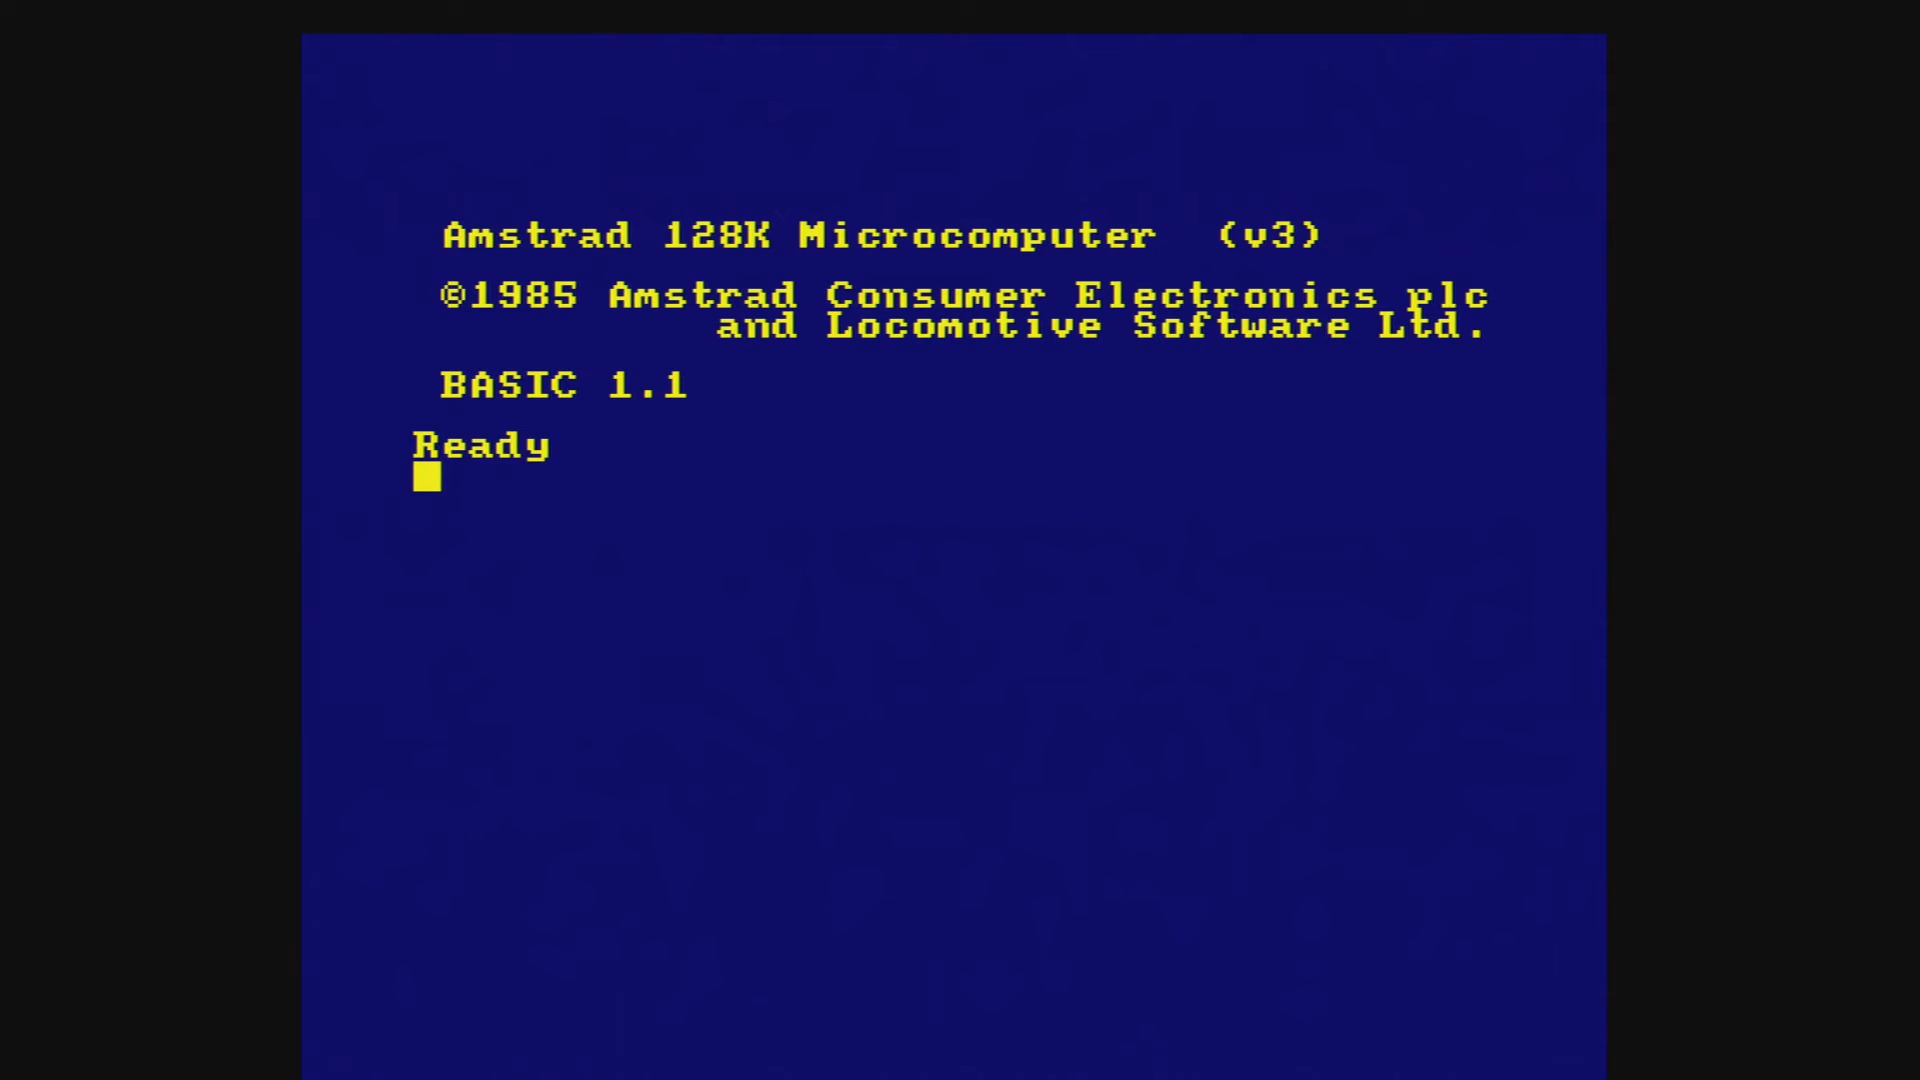 Amstrad 128K Microcomputer  (v3)
©1985 Amstrad Consumer Electronics plc
and Locomotive Software Ltd.
BASIC 1.1
Ready